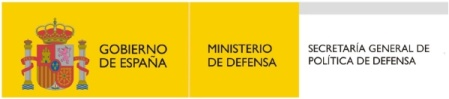 GOBIERNO
DE ESPAÑA
MINISTERIO
DE DEFENSA
SECRETARÍA GENERAL DE
POLÍTICA DE DEFENSA